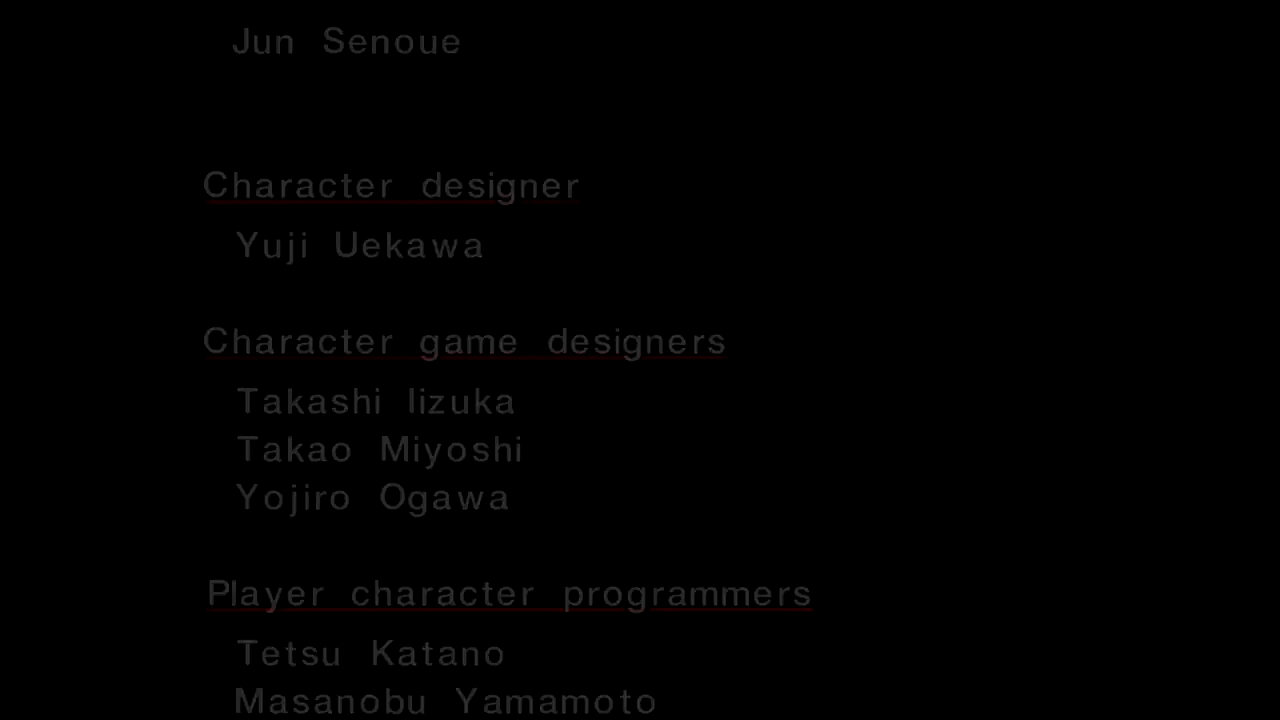 Jun Senoue
Character designer
Yuji Uekawa
Character game designers
Takashi Iizuka
Takao Miyoshi
Yojiro Ogawa
Player character programmers
Tetsu Katano
Masanobu Yamamoto